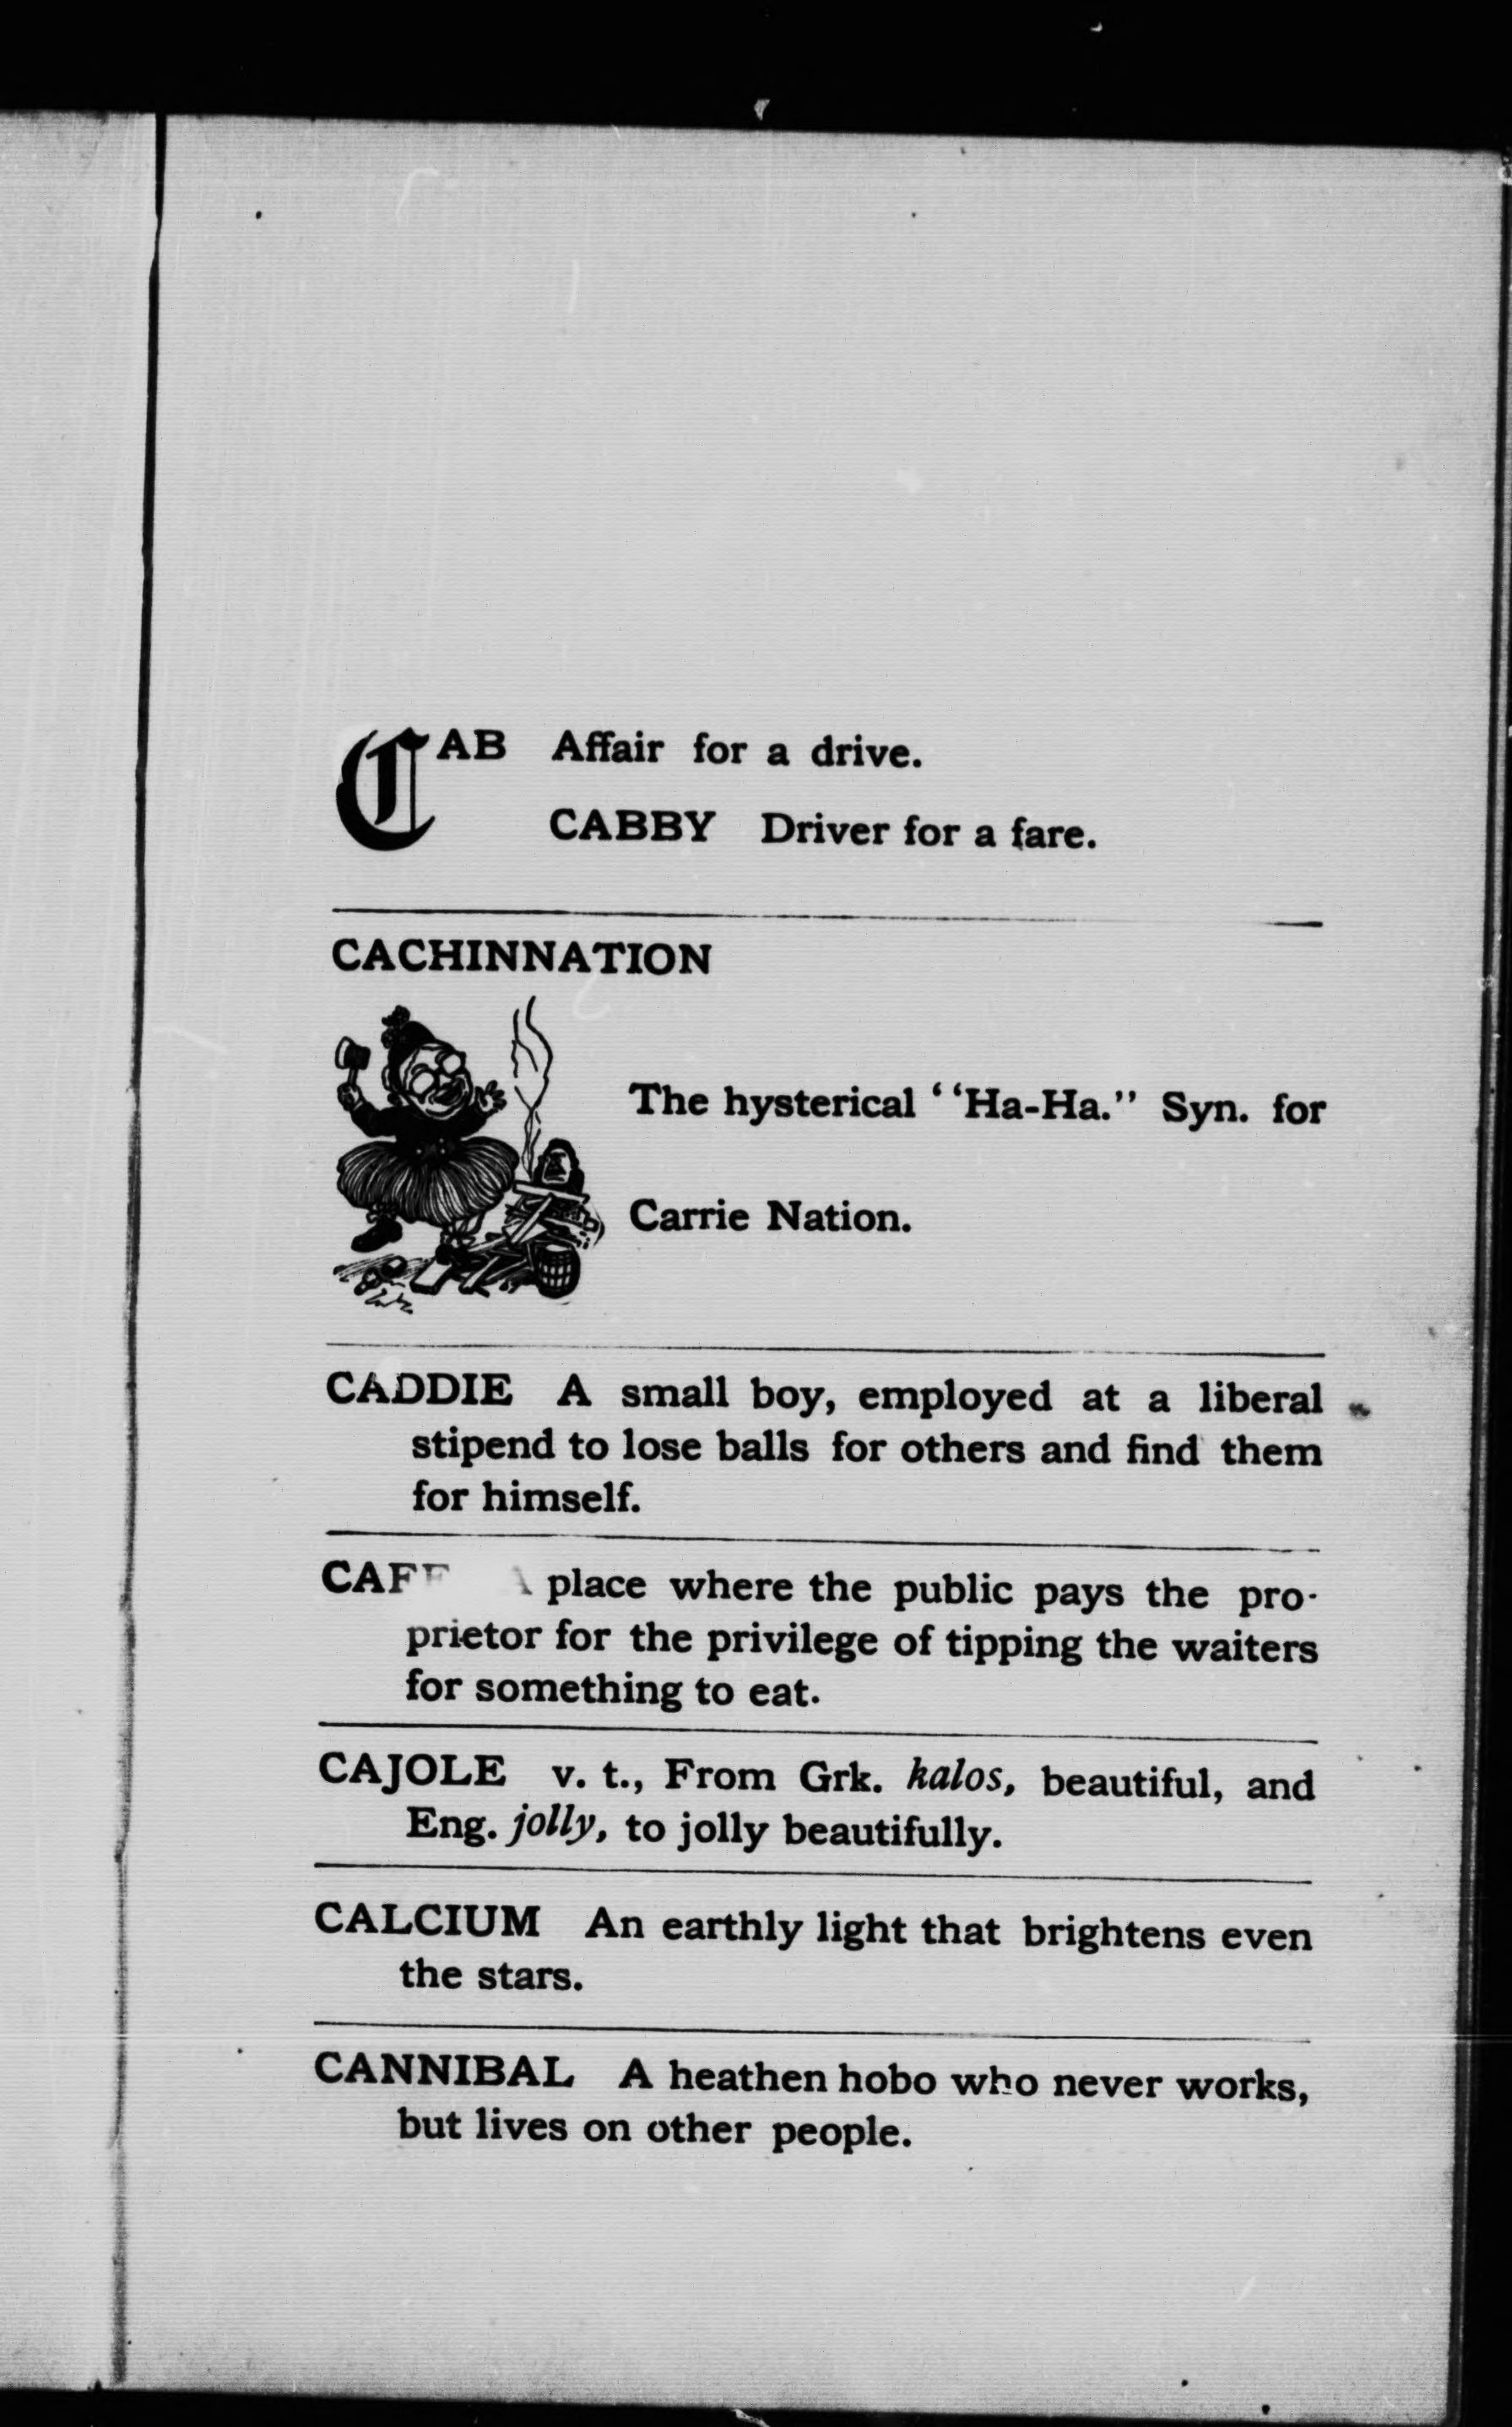 CAB Affair for a drive.
CABBY Driver for a fare.
CACHINNATION
The hysterical "Ha-Ha." Syn. for
Carrie Nation.
CADDIE A small boy, employed at a liberal
stipend to lose balls for others and find them
for himself.
CAFE A place where the public pays the pro-
prietor for the privilege of tipping the waiters
for something to eat.
CAJOLE v. t., From Grk. kalos, beautiful, and
Eng. jolly, to jolly beautifully.
CALCIUM An earthly light that brightens even
the stars.
CANNIBAL A heathen hobo who never works,
but lives on other people.